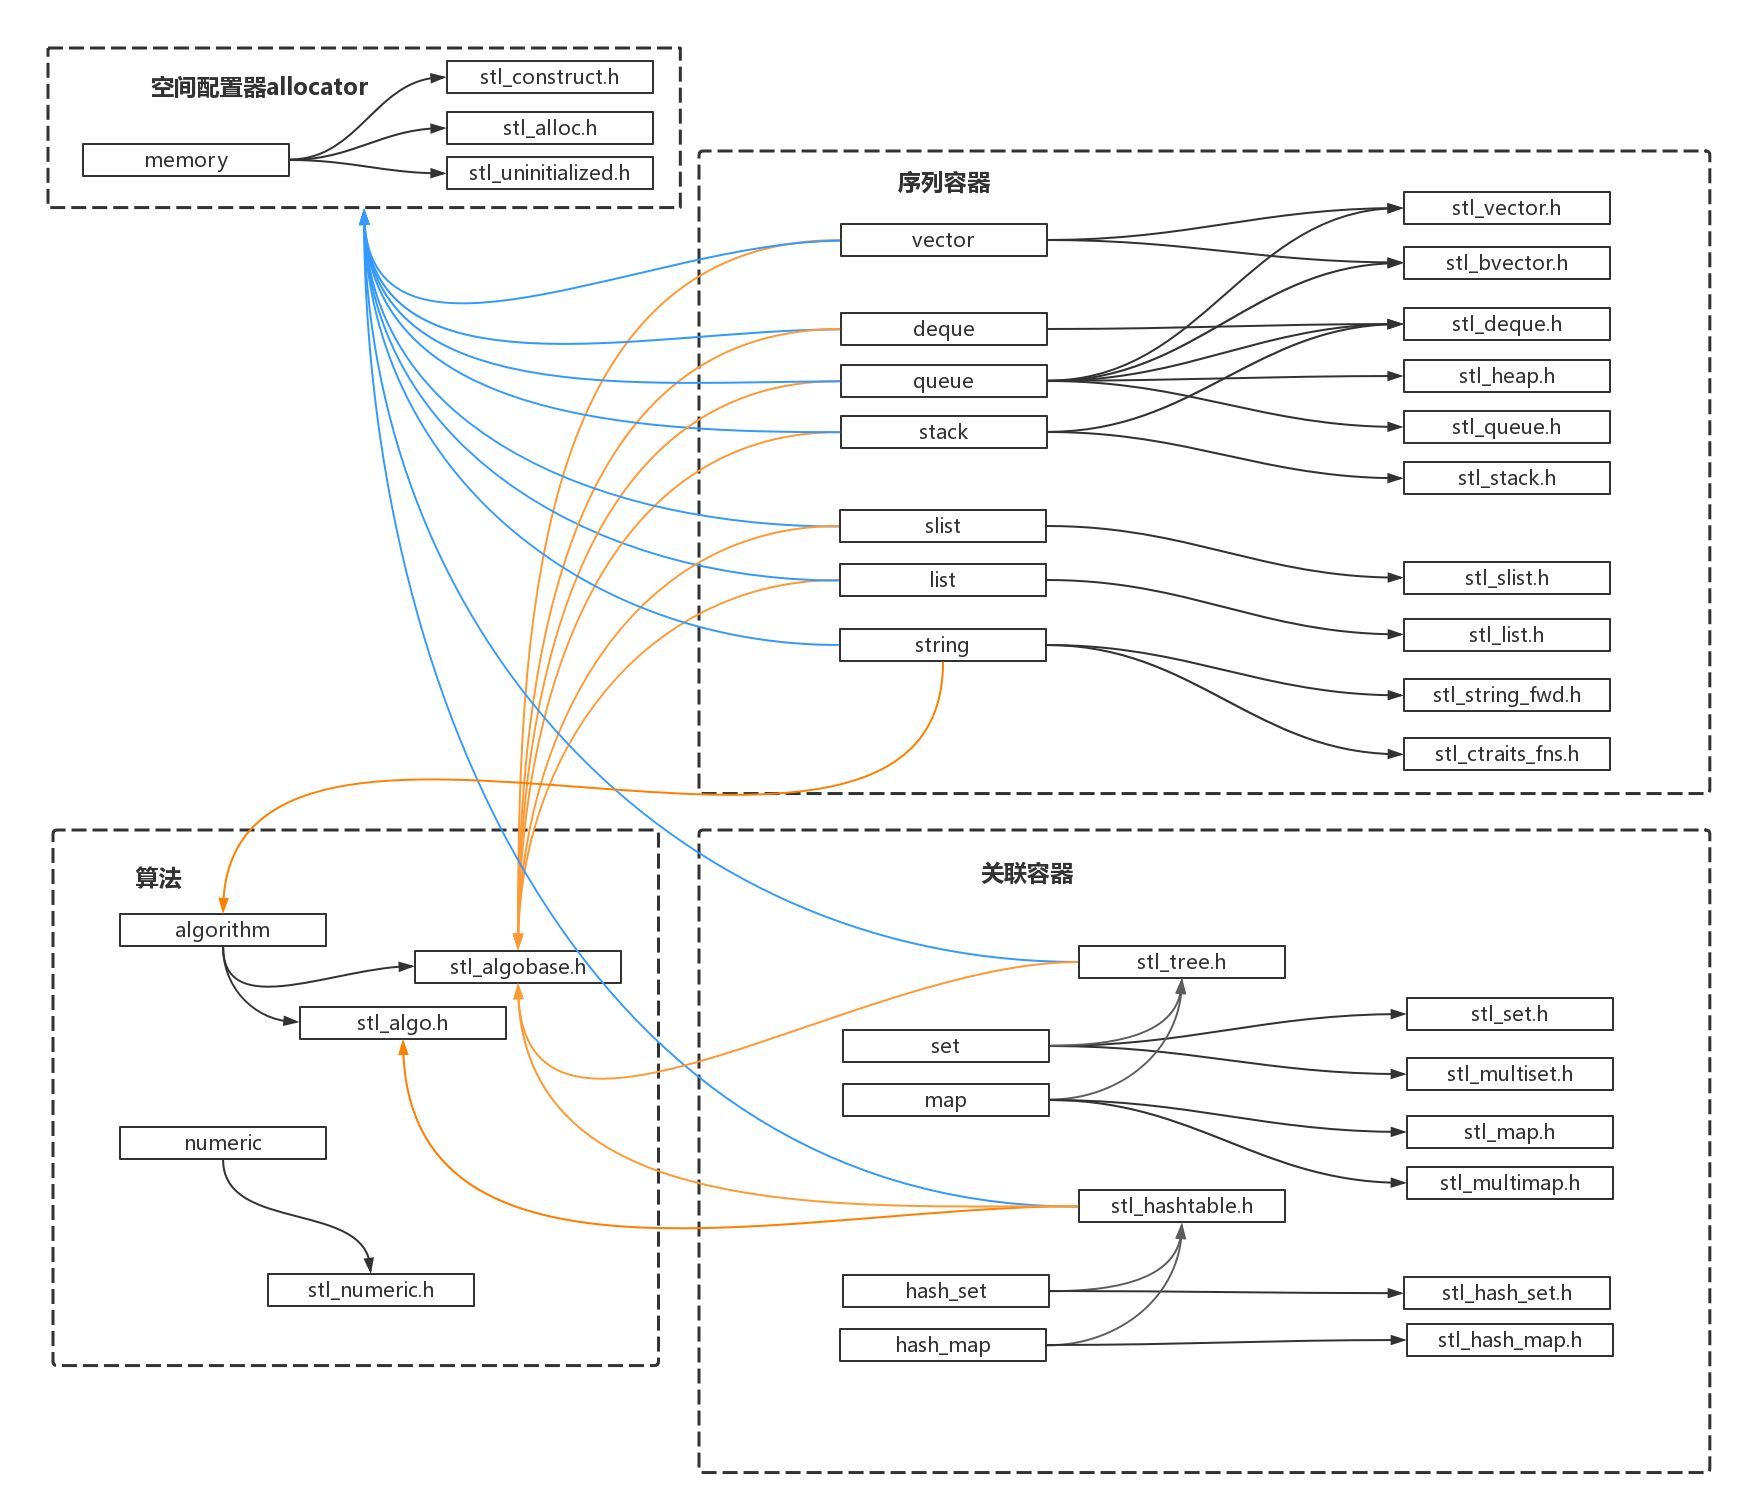 空间配置器allocator
memory
stl_construct.h
stl_alloc.h
stl_uninitialized.h
序列容器
vector
deque
queue
stack
slist
list
string
stl_vector.h
stl_bvector.h
stl_deque.h
stl_heap.h
stl_queue.h
stl_stack.h
stl_slist.h
stl_list.h
stl_string_fwd.h
stl_ctraits_fns.h
算法
algorithm
stl_algobase.h
stl_algo.h
numeric
stl_numeric.h
关联容器
stl_tree.h
set
map
stl_hashtable.h
hash_set
hash_map
stl_set.h
stl_multiset.h
stl_map.h
stl_multimap.h
stl_hash_set.h
stl_hash_map.h